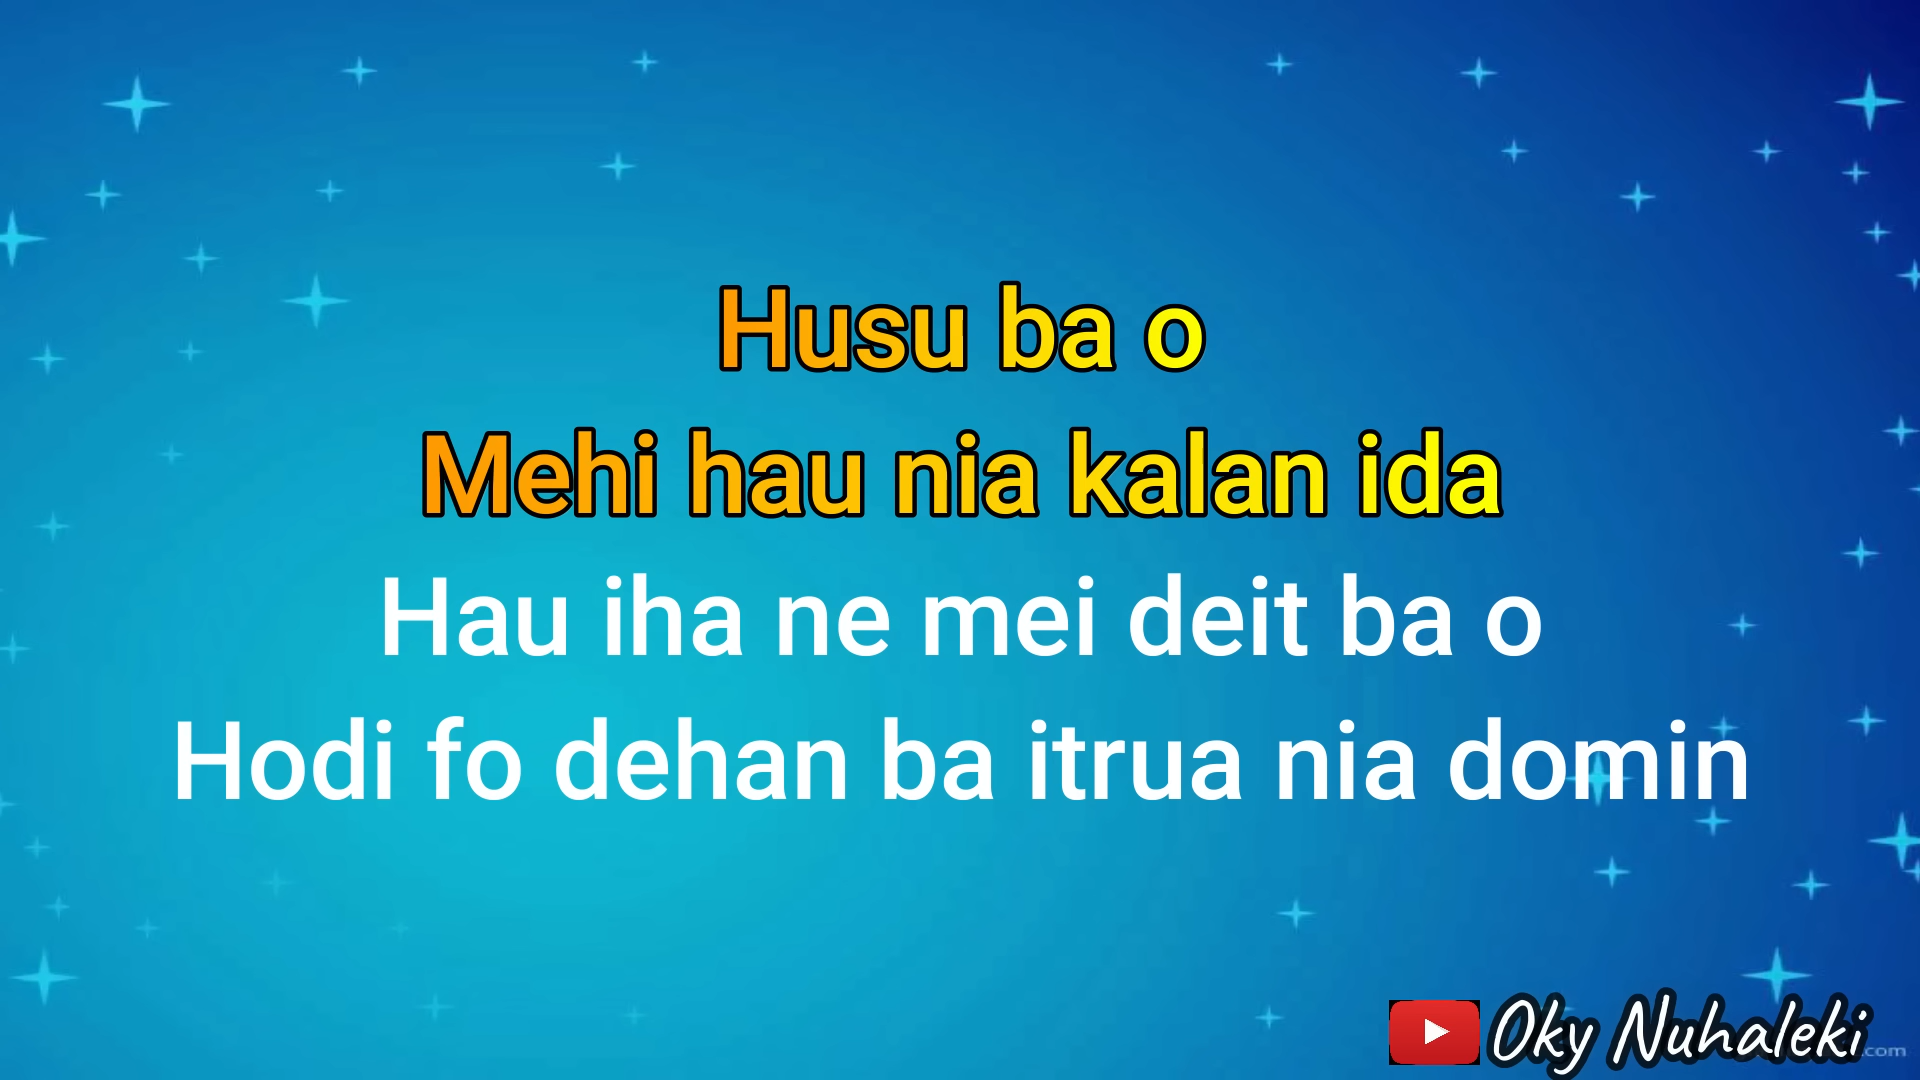 Husu ba o
Mehi hau nia kalan ida
Hau iha ne mei deit ba o
Hodi fo dehan ba itrua nia domin
Oky Nuhaleki
.com